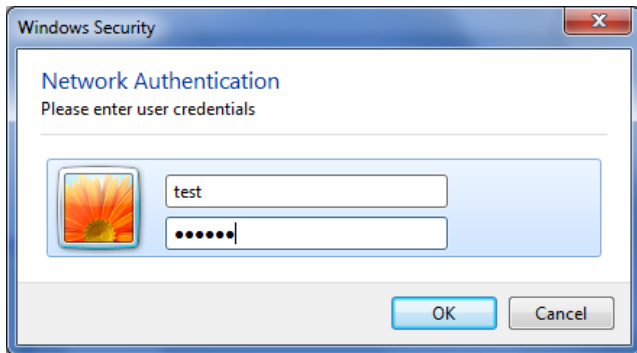 Windows Security
Network Authentication
Please enter user credentials
test
●●●●●●
OK Cancel